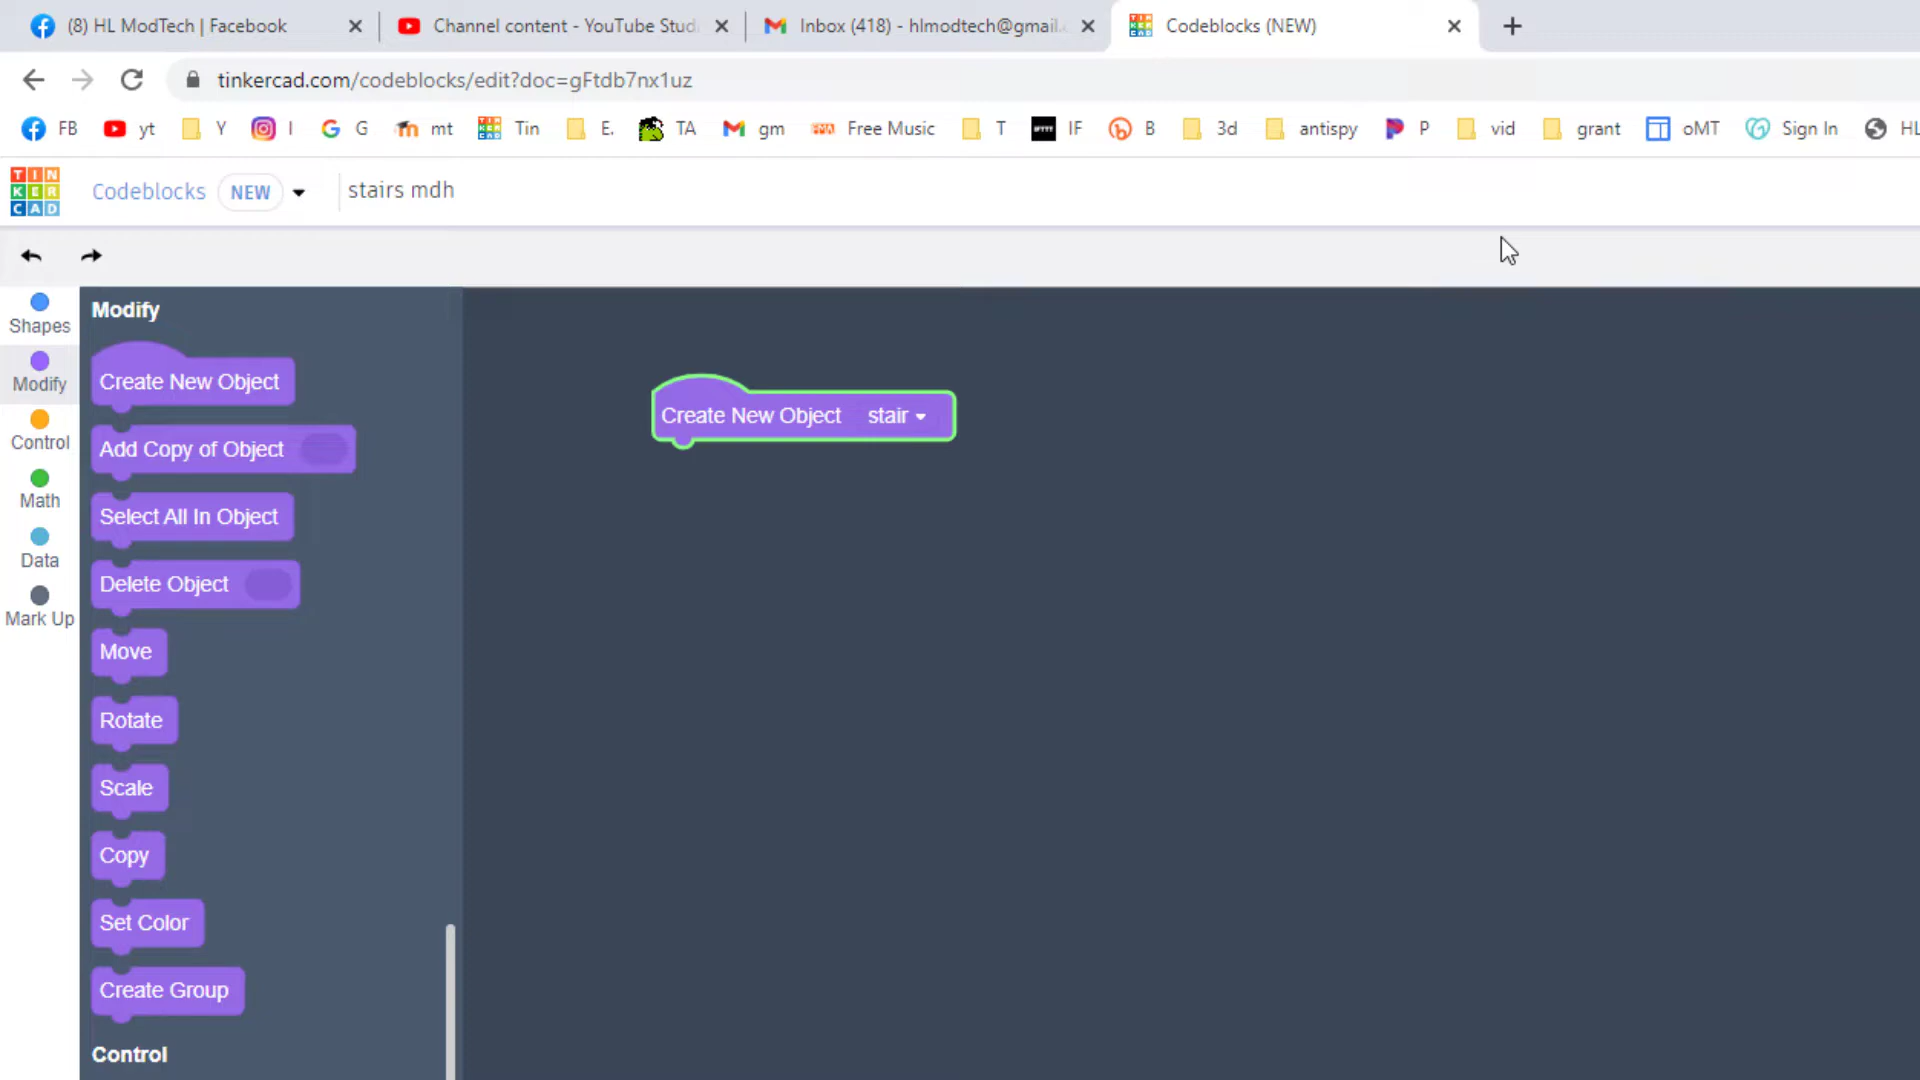 (8) HL ModTech | Facebook
Channel content - YouTube Stud
Inbox (418) - hlmodtech@gmail.
Codeblocks (NEW)
tinkercad.com/codeblocks/edit?doc=gFtdb7nx1uz
FB yt Y I G mt Tin E. TA gm Free Music T IF B 3d antispy P vid grant oMT Sign In HL
TIN
KER
CAD
Codeblocks NEW stairs mdh
Shapes
Modify
Control
Math
Data
Mark Up
Modify
Create New Object
Add Copy of Object
Select All In Object
Delete Object
Move
Rotate
Scale
Copy
Set Color
Create Group
Control
Create New Object stair